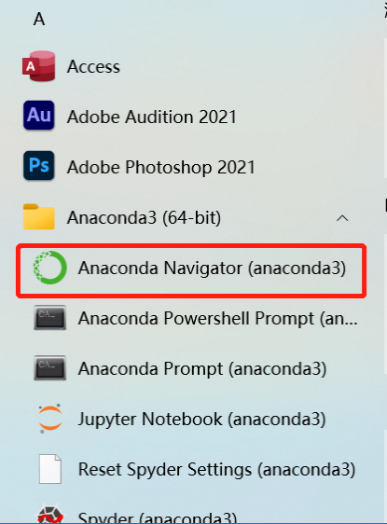 A
Access
Adobe Audition 2021
Adobe Photoshop 2021
Anaconda3 (64-bit)
Anaconda Navigator (anaconda3)
Anaconda Powershell Prompt (an...
Anaconda Prompt (anaconda3)
Jupyter Notebook (anaconda3)
Reset Spyder Settings (anaconda3)
Spyder (anaconda3)